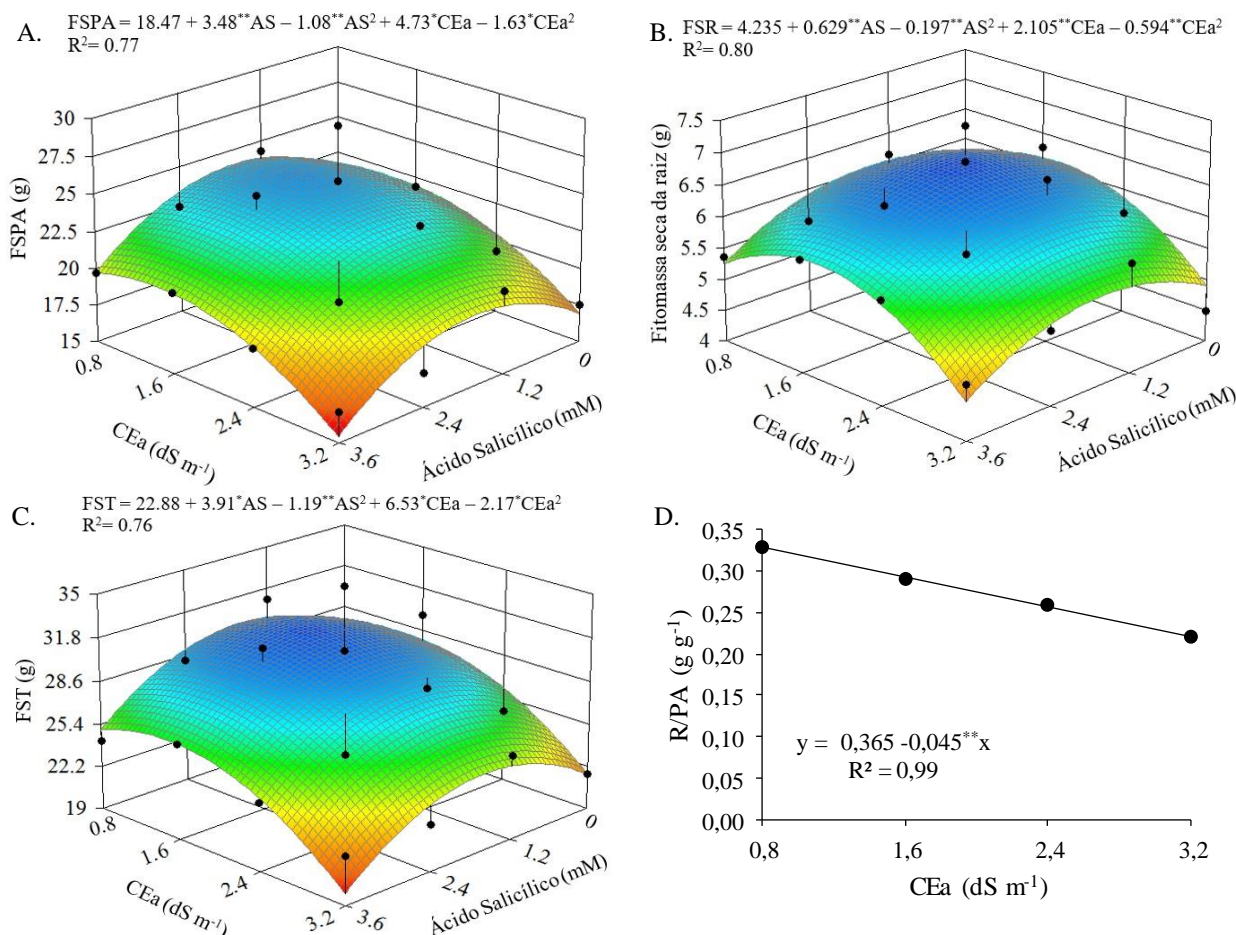 A.
FSPA = 18.47 + 3.48**AS – 1.08**AS² + 4.73*CEa – 1.63*CEa²
R²= 0.77
30
27.5
25
22.5
20
17.5
15
FSPA (g)
0.8
1.6
2.4
3.2
CEa (dS m⁻¹)
3.6
2.4
1.2
0
Ácido Salicílico (mM)
B.
FSR = 4.235 + 0.629**AS – 0.197**AS² + 2.105**CEa – 0.594**CEa²
R²= 0.80
7.5
7
6.5
6
5.5
5
4.5
4
Fitomassa seca da raiz (g)
0.8
1.6
2.4
3.2
CEa (dS m⁻¹)
3.6
2.4
1.2
0
Ácido Salicílico (mM)
C.
FST = 22.88 + 3.91*AS – 1.19**AS² + 6.53*CEa – 2.17*CEa²
R²= 0.76
35
31.8
28.6
25.4
22.2
19
FST (g)
0.8
1.6
2.4
3.2
CEa (dS m⁻¹)
3.6
2.4
1.2
0
Ácido Salicílico (mM)
D.
0,35
0,30
0,25
0,20
0,15
0,10
0,05
0,00
R/PA (g g⁻¹)
y = 0,365 -0,045**x
R² = 0,99
0,8
1,6
2,4
3,2
CEa (dS m⁻¹)